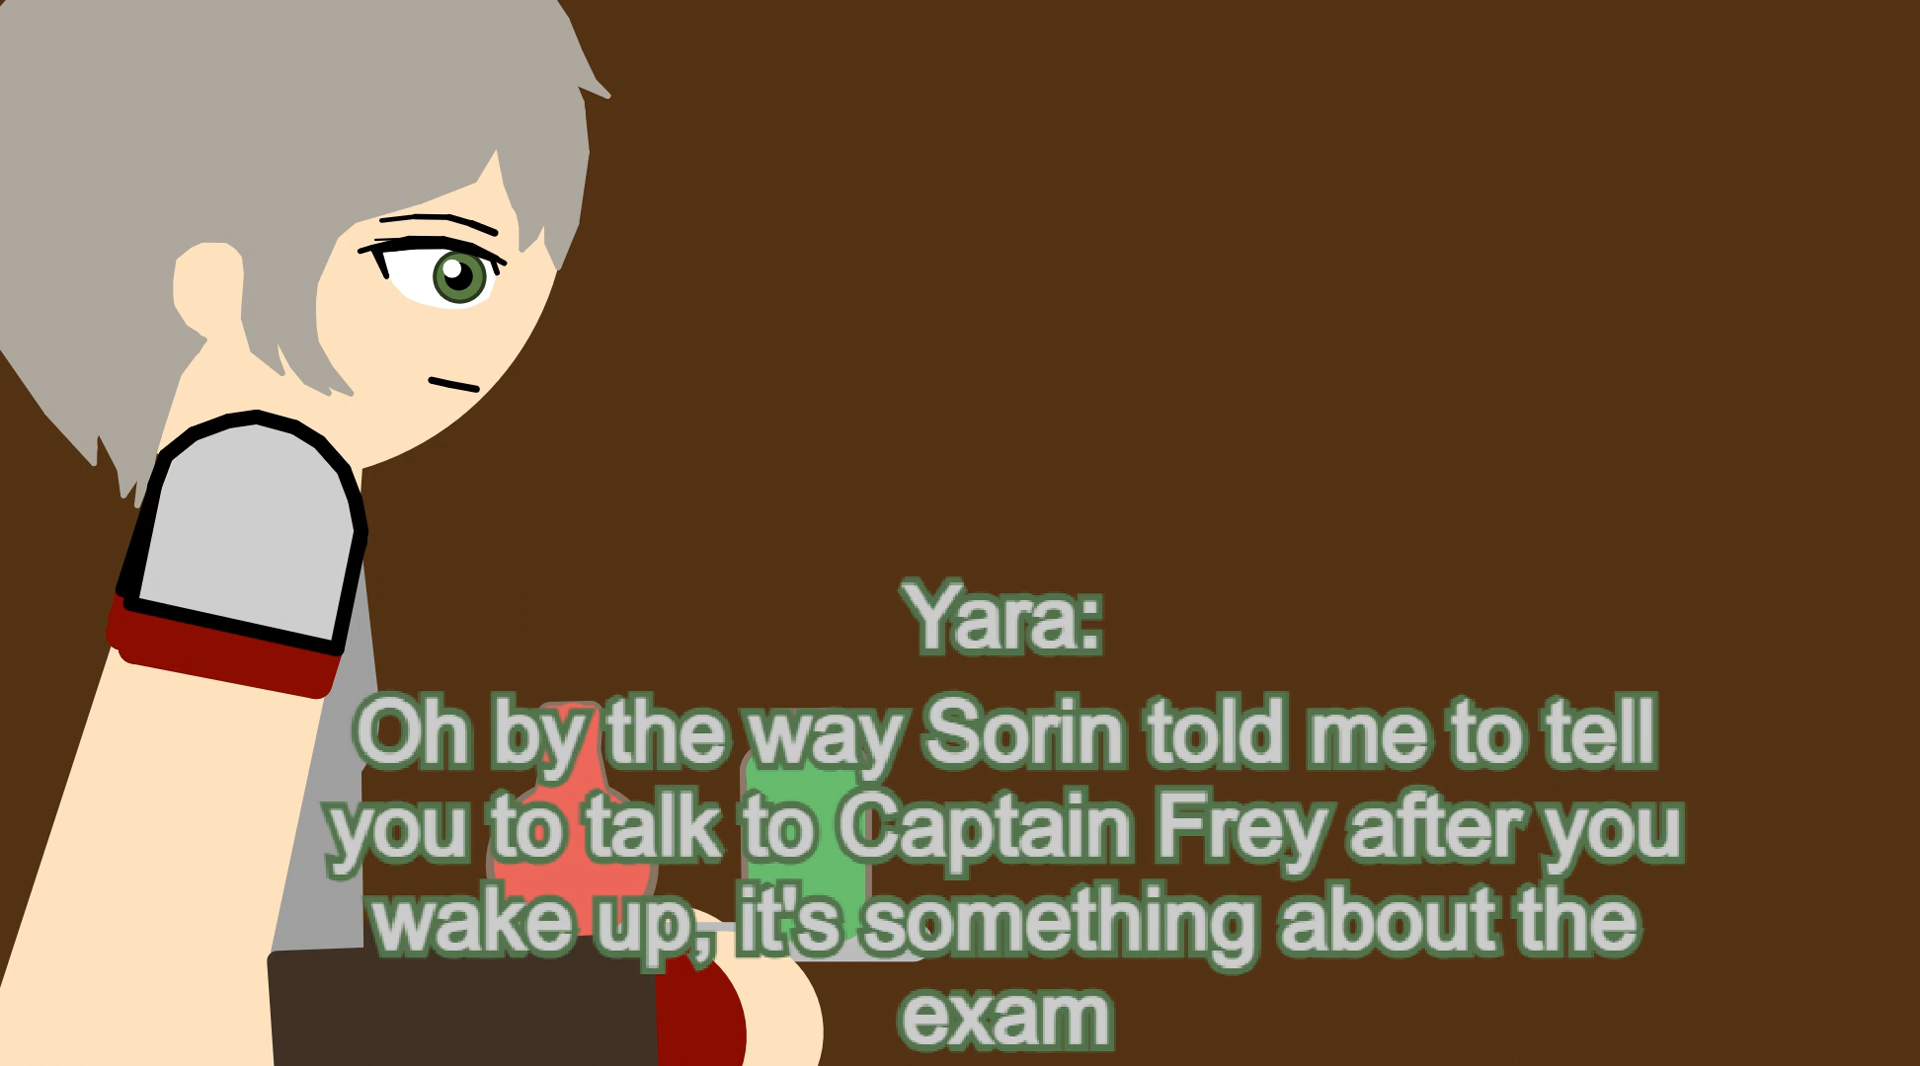 Yara:
Oh by the way Sorin told me to tell
you to talk to Captain Frey after you
wake up, it's something about the
exam